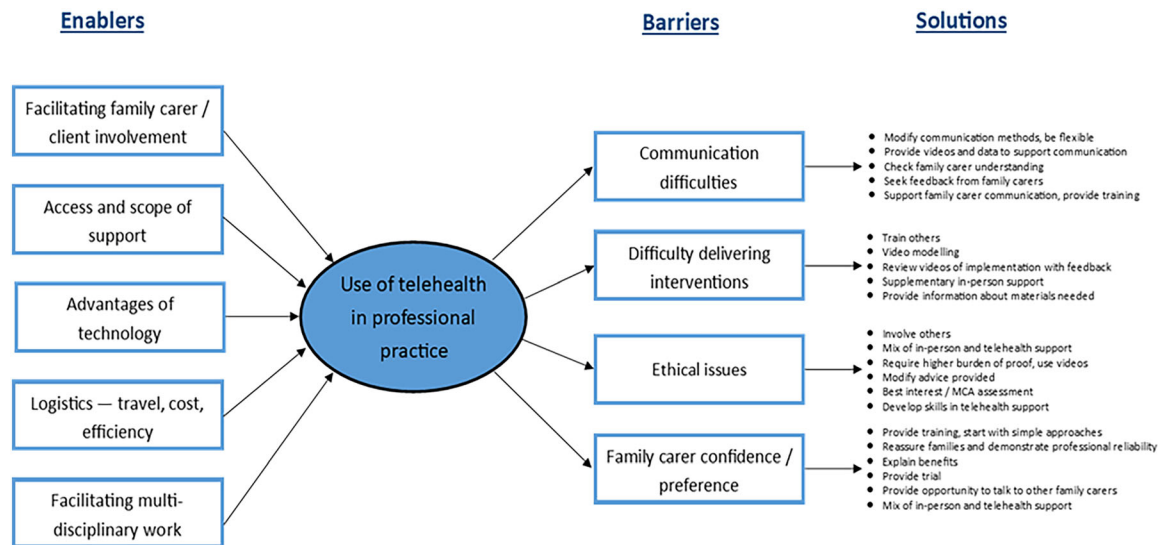 Enablers
Barriers
Solutions
Facilitating family carer /
client involvement
Access and scope of
support
Advantages of
technology
Logistics — travel, cost,
efficiency
Facilitating multi-
disciplinary work
Use of telehealth
in professional
practice
Communication
difficulties
● Modify communication methods, be flexible
● Provide videos and data to support communication
● Check family carer understanding
● Seek feedback from family carers
● Support family carer communication, provide training
Difficulty delivering
interventions
● Train others
● Video modelling
● Review videos of implementation with feedback
● Supplementary in-person support
● Provide information about materials needed
Ethical issues
● Involve others
● Mix of in-person and telehealth support
● Require higher burden of proof, use videos
● Modify advice provided
● Best interest / MCA assessment
● Develop skills in telehealth support
Family carer confidence /
preference
● Provide training, start with simple approaches
● Reassure families and demonstrate professional reliability
● Explain benefits
● Provide trial
● Provide opportunity to talk to other family carers
● Mix of in-person and telehealth support